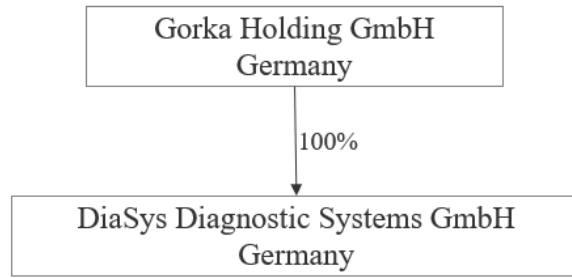 Gorka Holding GmbH
Germany
100%
DiaSys Diagnostic Systems GmbH
Germany